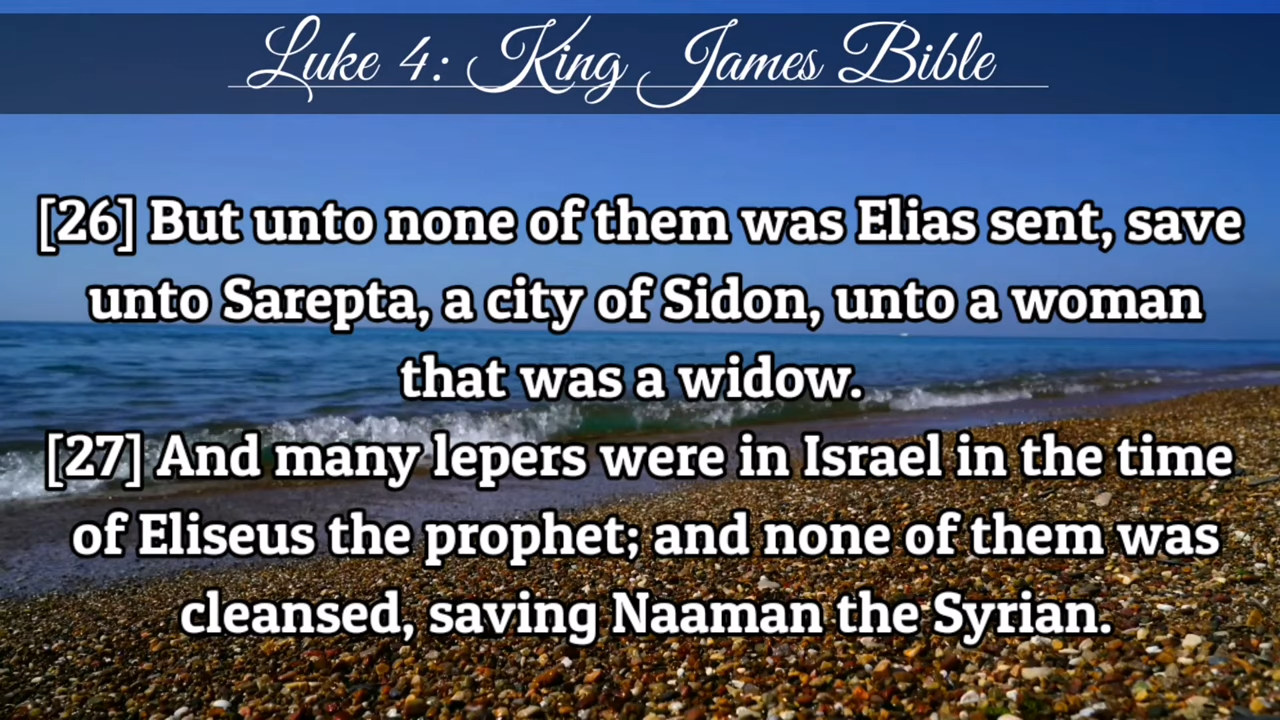 Luke 4: King James Bible
[26] But unto none of them was Elias sent, save
unto Sarepta, a city of Sidon, unto a woman
that was a widow.
[27] And many lepers were in Israel in the time
of Eliseus the prophet; and none of them was
cleansed, saving Naaman the Syrian.